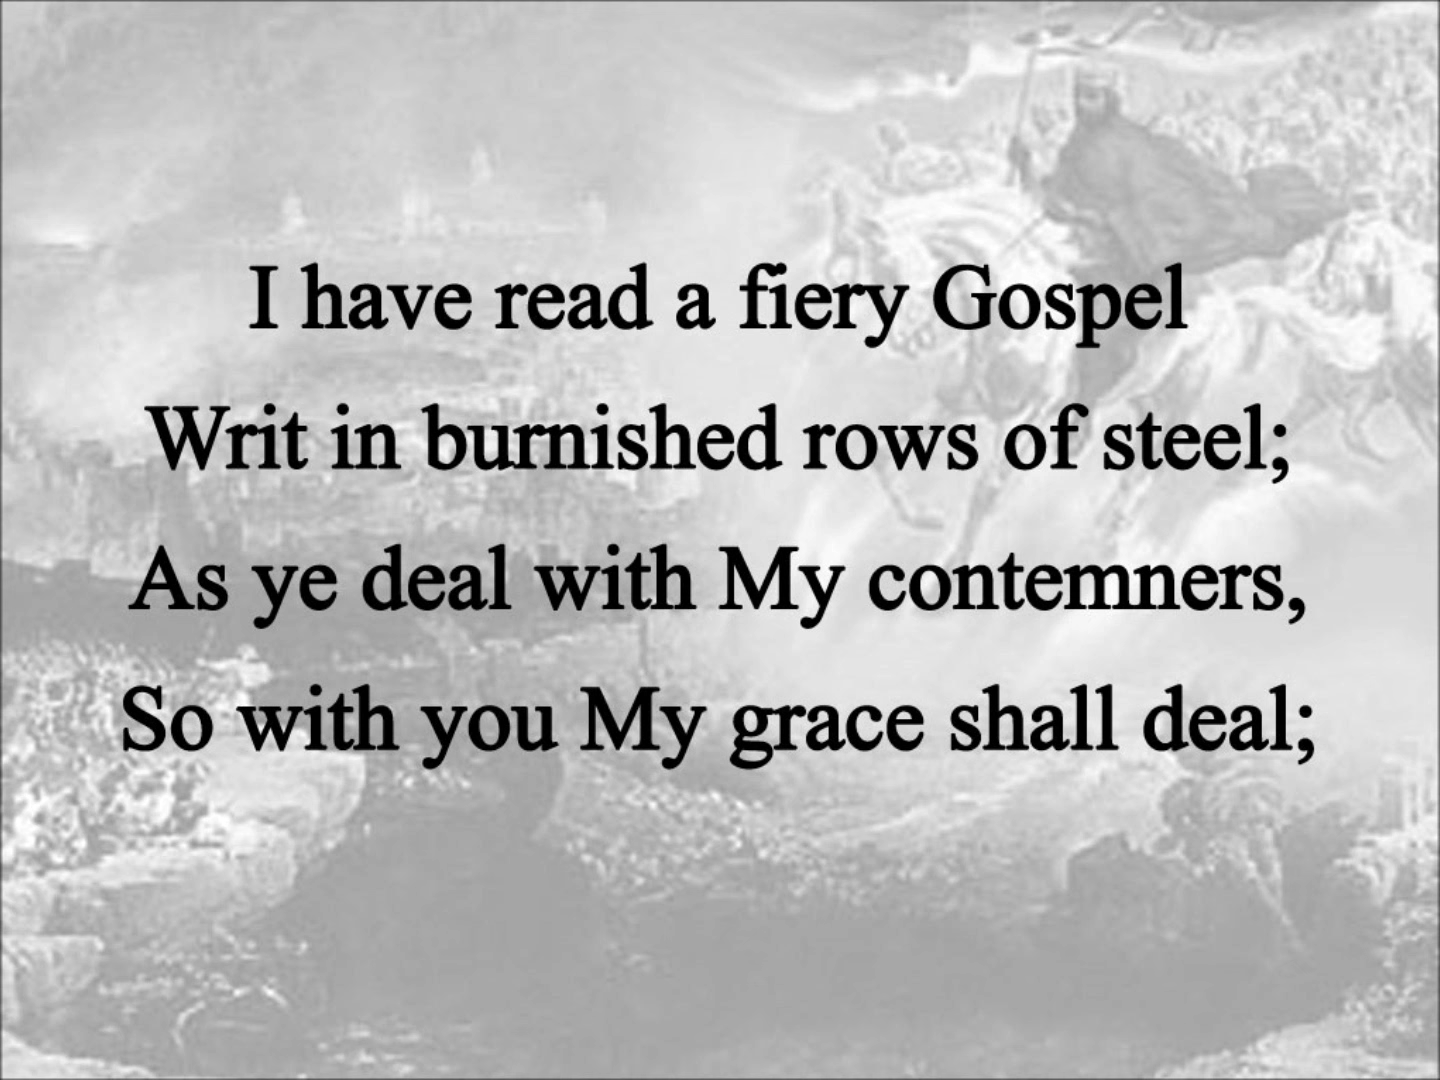 I have read a fiery Gospel
Writ in burnished rows of steel;
As ye deal with My contemners,
So with you My grace shall deal;